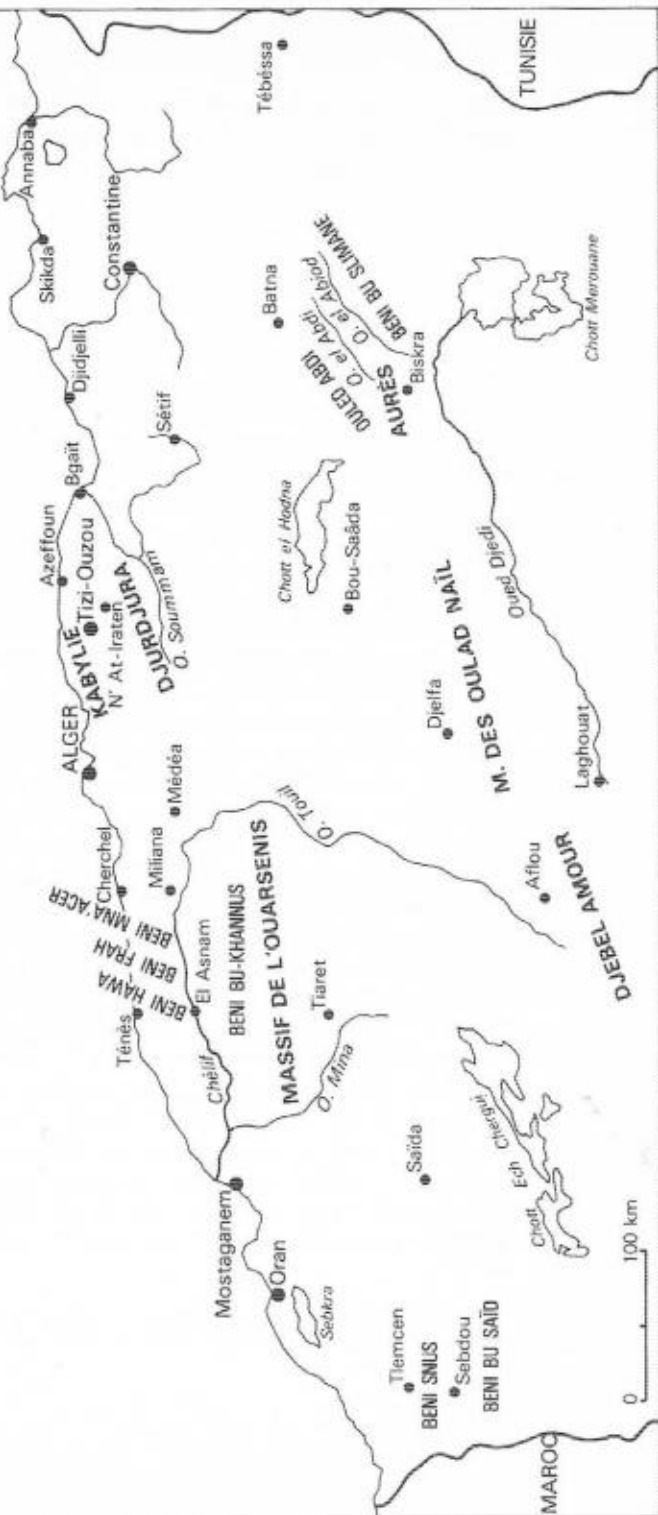 MAROC
Tlemcen
BENI SNUS
Sebdou
BENI BU SAÏD
0 100 km
Oran
Sebkra
Mostaganem
Saïda
Chott Ech Chergui
Ténès
BENI HAWA
BENI FRAH
BENI MNA'ACER
Cherchel
El Asnam
Chélif
Miliana
Médéa
BENI BU-KHANNUS
MASSIF DE L'OUARSENIS
Tiaret
O. Mina
O. Touil
Aflou
DJEBEL AMOUR
ALGER
KABYLIE
Tizi-Ouzou
N' At-Iraten
DJURDJURA
O. Soummam
Azeffoun
Bgaït
Djidjelli
Sétif
Chott el Hodna
Bou-Saâda
Djelfa
M. DES OULAD NAÏL
Laghouat
Oued Djedi
Skikda
Annaba
Constantine
Batna
OULED ABDI
O. el Abdi
O. el Abiod
BENI BU SLIMANE
AURÈS
Biskra
Chott Merouane
Tébéssa
TUNISIE